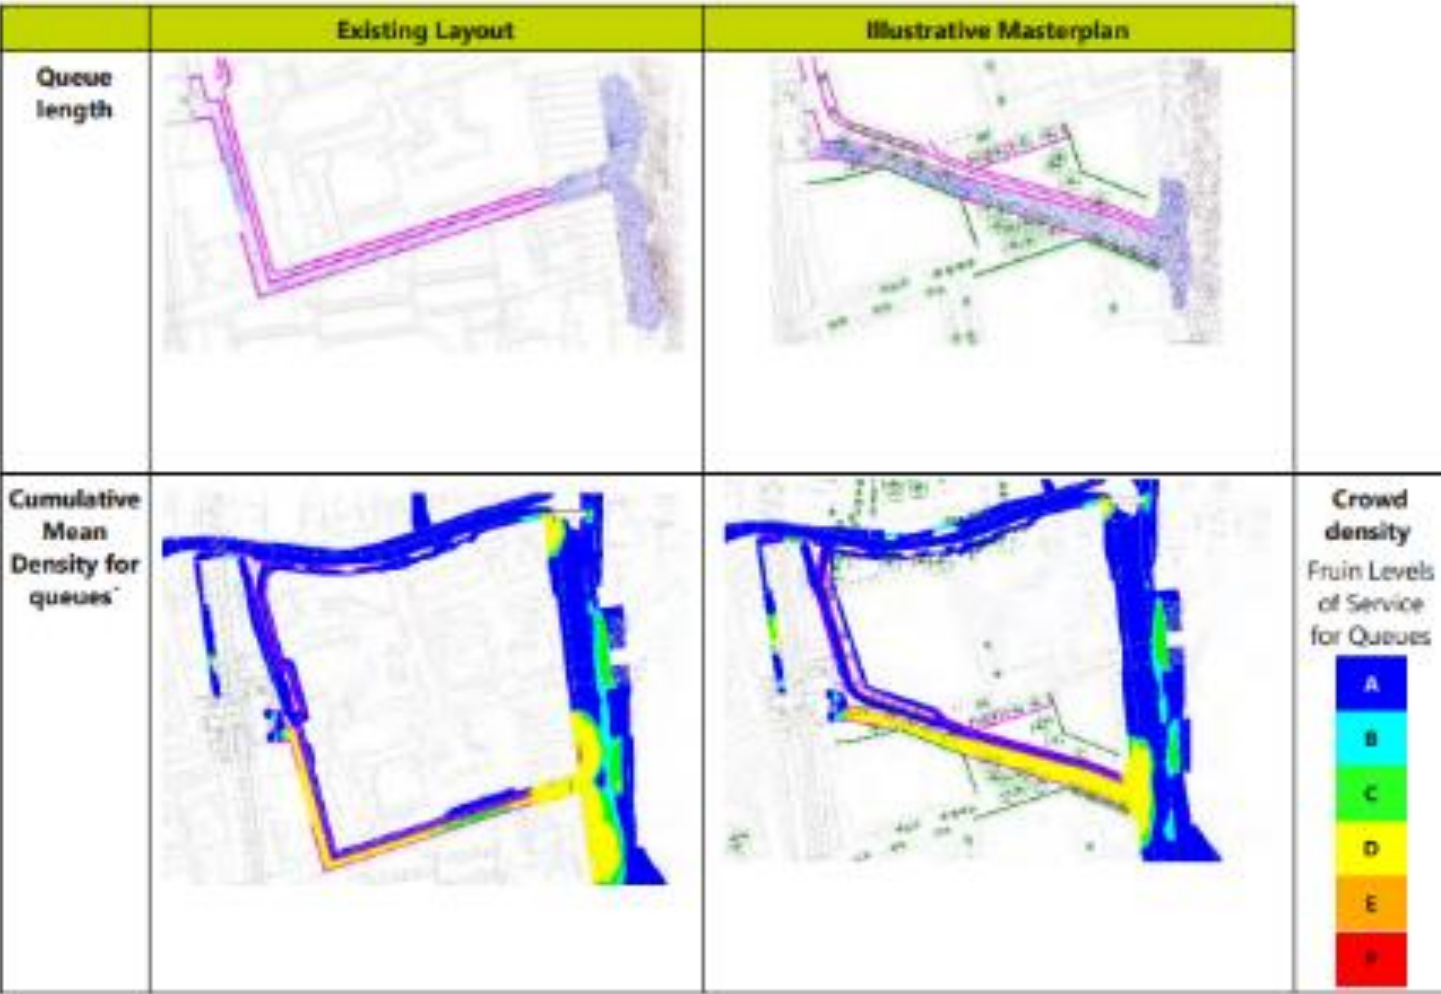 Existing Layout
Illustrative Masterplan
Queue
length
Cumulative
Mean
Density for
queues*
Crowd
density
Fruin Levels
of Service
for Queues
A
B
C
D
E
F